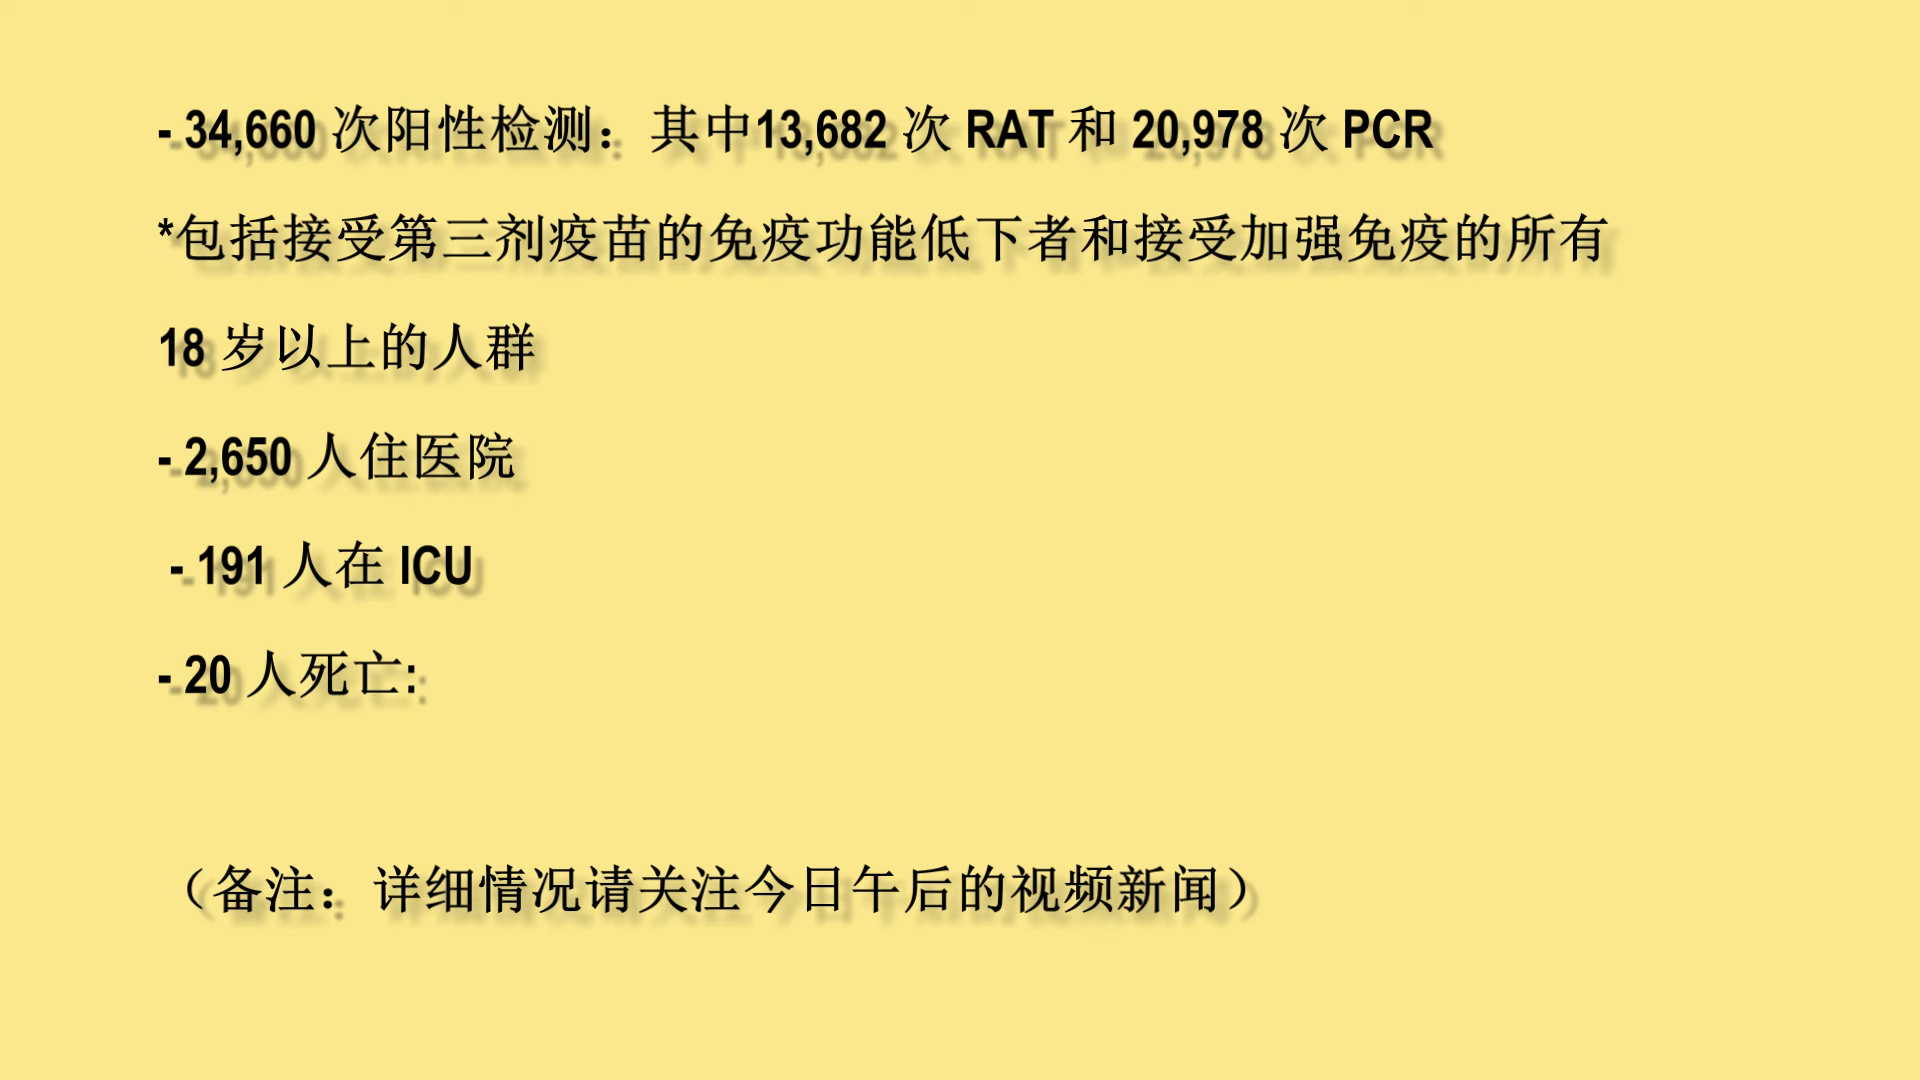 - 34,660 次阳性检测：其中13,682 次 RAT 和 20,978 次 PCR
*包括接受第三剂疫苗的免疫功能低下者和接受加强免疫的所有
18 岁以上的人群
- 2,650 人住医院
- 191 人在 ICU
- 20 人死亡:
（备注：详细情况请关注今日午后的视频新闻）